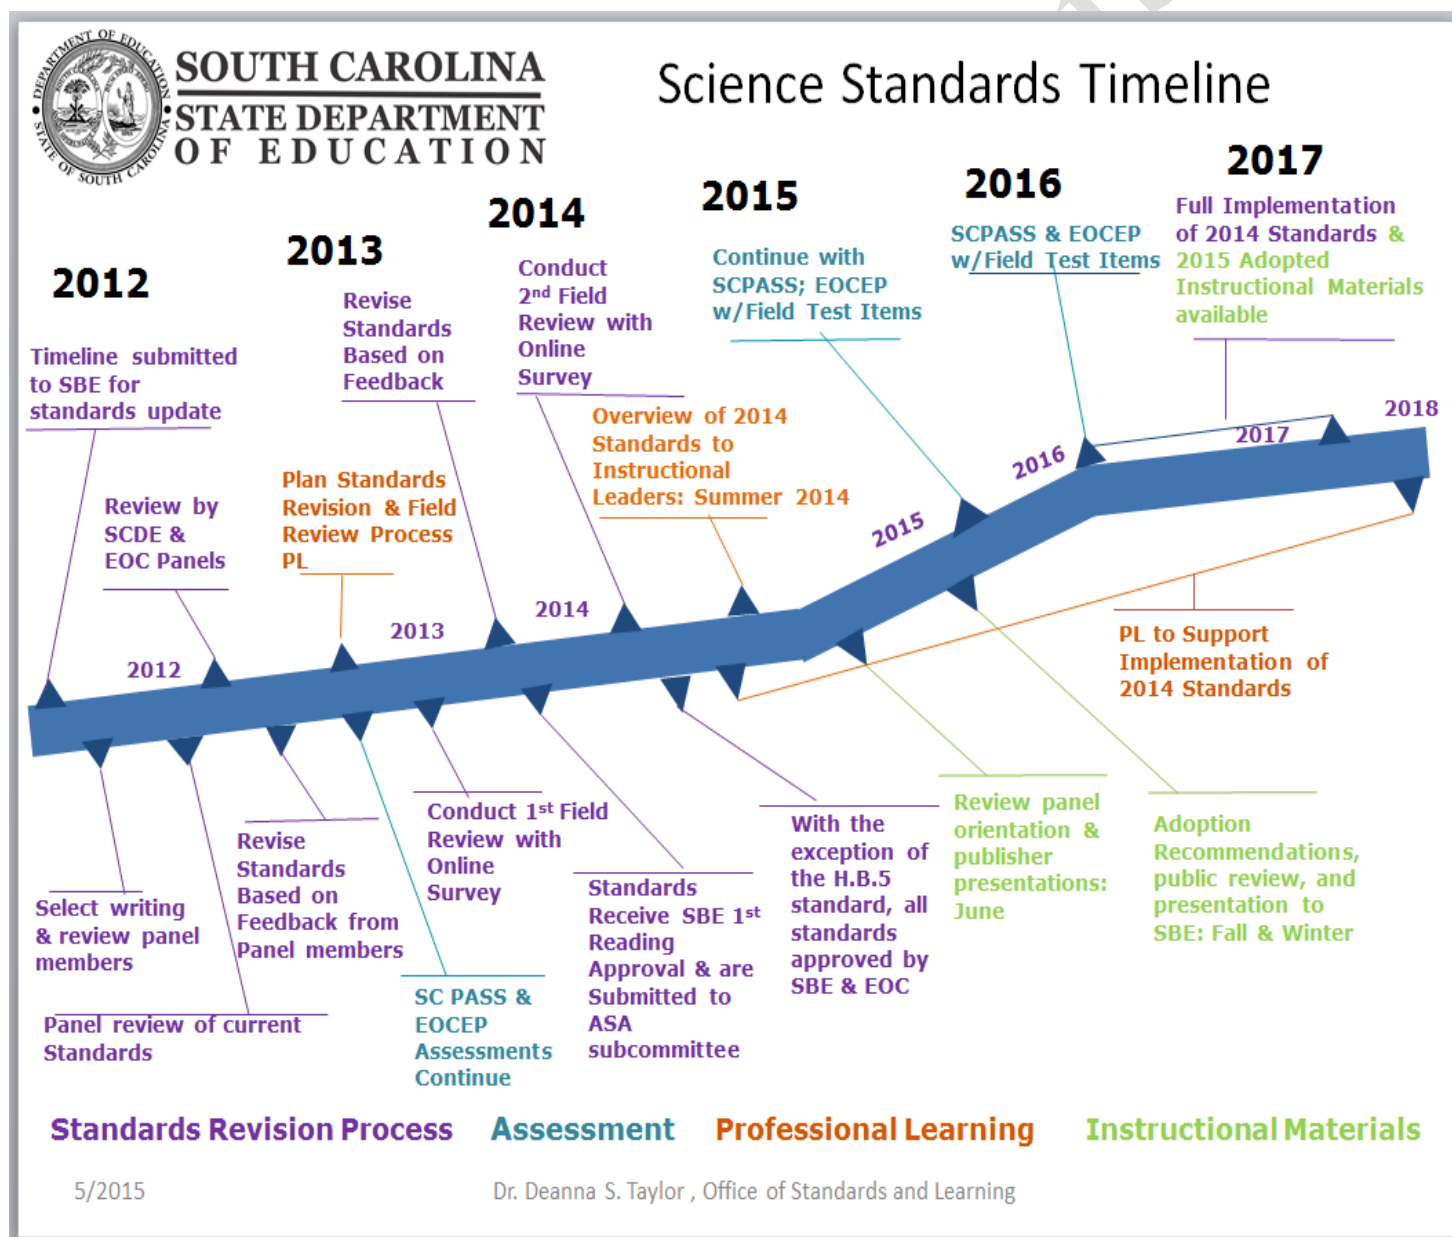 DEPARTMENT OF EDUCATION
STATE OF SOUTH CAROLINA
SOUTH CAROLINA
STATE DEPARTMENT
OF EDUCATION
Science Standards Timeline
2012
2013
2014
2015
2016
2017
Timeline submitted
to SBE for
standards update
Review by
SCDE &
EOC Panels
Plan Standards
Revision & Field
Review Process
PL
Revise
Standards
Based on
Feedback
Conduct
2nd Field
Review with
Online
Survey
Overview of 2014
Standards to
Instructional
Leaders: Summer 2014
Continue with
SCPASS; EOCEP
w/Field Test Items
SCPASS & EOCEP
w/Field Test Items
Full Implementation
of 2014 Standards &
2015 Adopted
Instructional Materials
available
2012
2013
2014
2015
2016
2017
2018
Select writing
& review panel
members
Panel review of current
Standards
Revise
Standards
Based on
Feedback from
Panel members
SC PASS &
EOCEP
Assessments
Continue
Conduct 1st Field
Review with
Online
Survey
Standards
Receive SBE 1st
Reading
Approval & are
Submitted to
ASA
subcommittee
With the
exception of
the H.B.5
standard, all
standards
approved by
SBE & EOC
Review panel
orientation &
publisher
presentations:
June
Adoption
Recommendations,
public review, and
presentation to
SBE: Fall & Winter
PL to Support
Implementation of
2014 Standards
Standards Revision Process Assessment Professional Learning Instructional Materials
5/2015
Dr. Deanna S. Taylor , Office of Standards and Learning